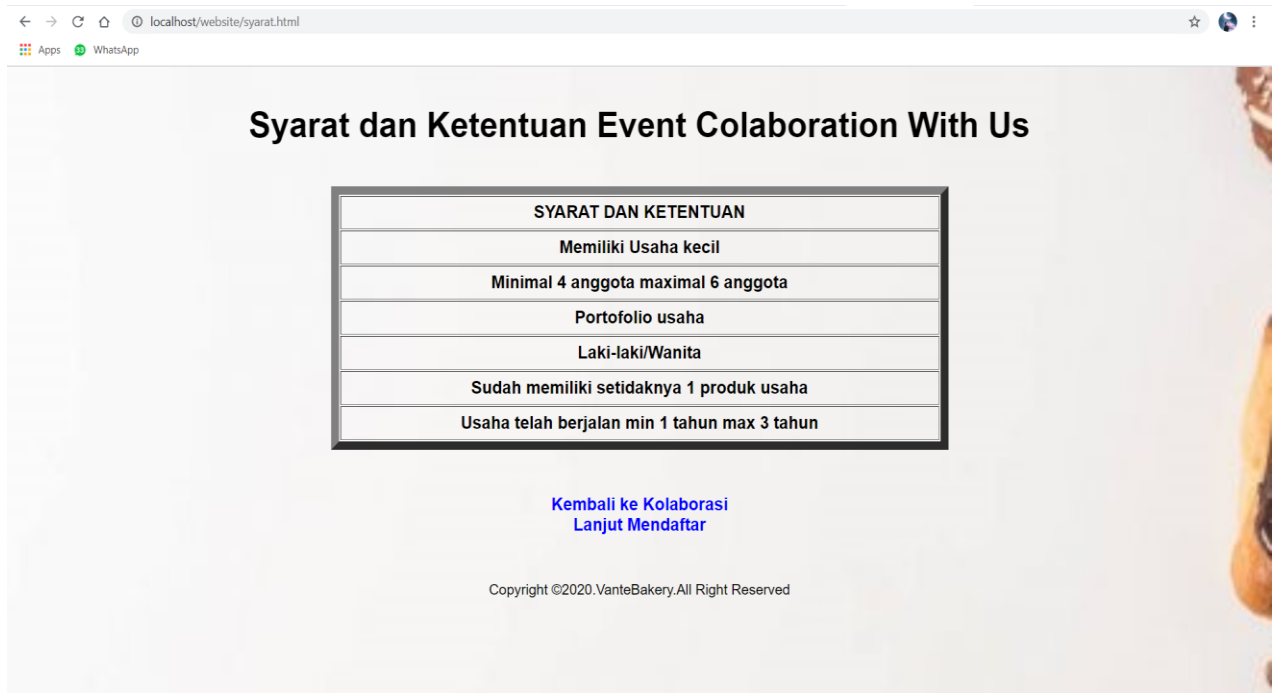 localhost/website/syarat.html
Apps 33 WhatsApp
Syarat dan Ketentuan Event Colaboration With Us
SYARAT DAN KETENTUAN
Memiliki Usaha kecil
Minimal 4 anggota maximal 6 anggota
Portofolio usaha
Laki-laki/Wanita
Sudah memiliki setidaknya 1 produk usaha
Usaha telah berjalan min 1 tahun max 3 tahun
Kembali ke Kolaborasi
Lanjut Mendaftar
Copyright ©2020.VanteBakery.All Right Reserved